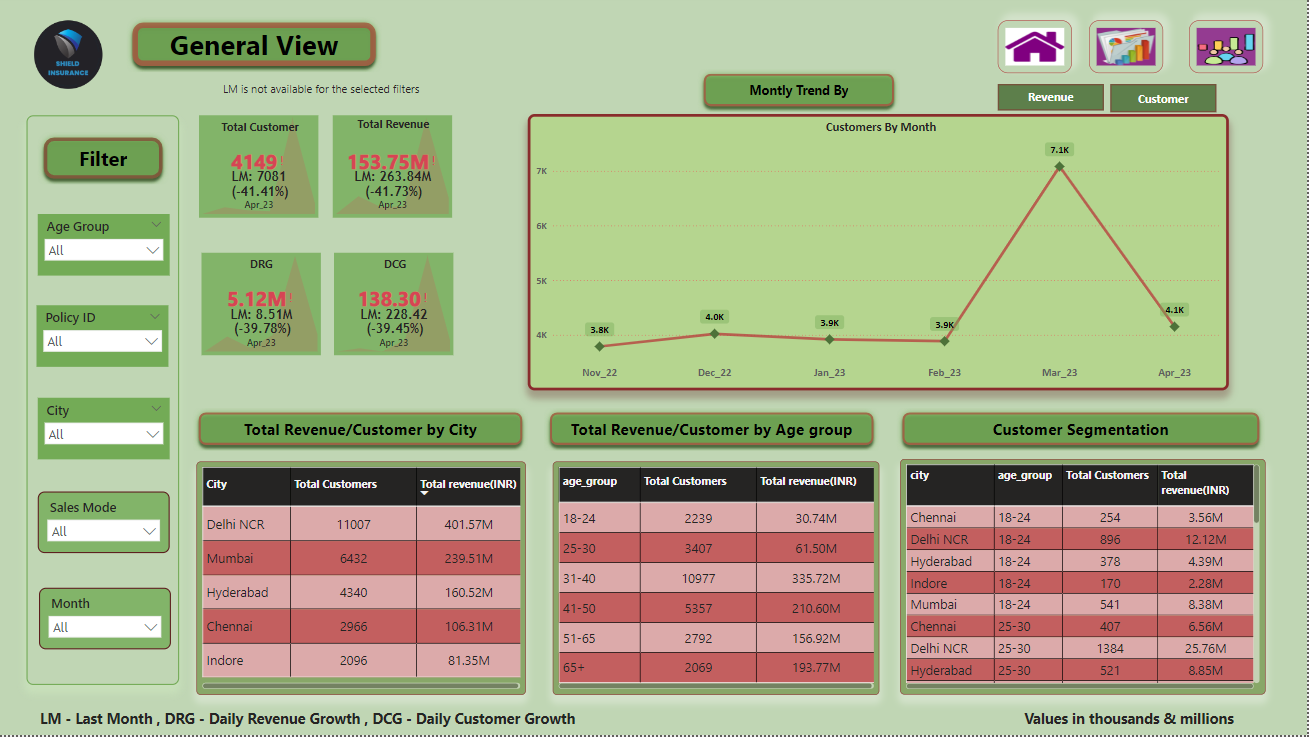 SHIELD
INSURANCE
General View
LM is not available for the selected filters
Montly Trend By
Revenue
Customer
Filter
Age Group
All
Policy ID
All
City
All
Sales Mode
All
Month
All
Total Customer
4149!
LM: 7081
(-41.41%)
Apr_23
Total Revenue
153.75M!
LM: 263.84M
(-41.73%)
Apr_23
DRG
5.12M!
LM: 8.51M
(-39.78%)
Apr_23
DCG
138.30!
LM: 228.42
(-39.45%)
Apr_23
Customers By Month
7K
6K
5K
4K
3.8K
4.0K
3.9K
3.9K
7.1K
4.1K
Nov_22 Dec_22 Jan_23 Feb_23 Mar_23 Apr_23
Total Revenue/Customer by City
City Total Customers Total revenue(INR)
Delhi NCR 11007 401.57M
Mumbai 6432 239.51M
Hyderabad 4340 160.52M
Chennai 2966 106.31M
Indore 2096 81.35M
Total Revenue/Customer by Age group
age_group Total Customers Total revenue(INR)
18-24 2239 30.74M
25-30 3407 61.50M
31-40 10977 335.72M
41-50 5357 210.60M
51-65 2792 156.92M
65+ 2069 193.77M
Customer Segmentation
city age_group Total Customers Total
revenue(INR)
Chennai 18-24 254 3.56M
Delhi NCR 18-24 896 12.12M
Hyderabad 18-24 378 4.39M
Indore 18-24 170 2.28M
Mumbai 18-24 541 8.38M
Chennai 25-30 407 6.56M
Delhi NCR 25-30 1384 25.76M
Hyderabad 25-30 521 8.85M
LM - Last Month , DRG - Daily Revenue Growth , DCG - Daily Customer Growth
Values in thousands & millions